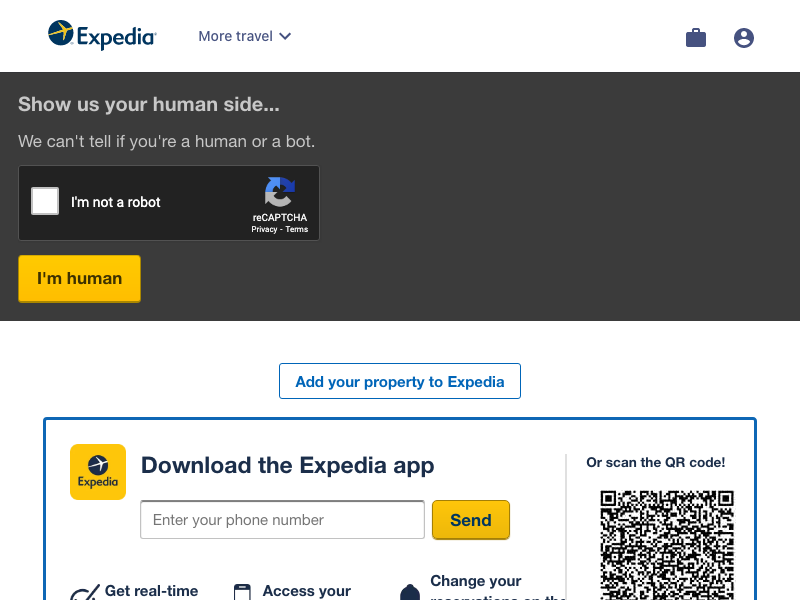 Expedia
More travel
Show us your human side...
We can't tell if you're a human or a bot.
I'm not a robot
reCAPTCHA
Privacy - Terms
I'm human
Add your property to Expedia
Expedia
Download the Expedia app
Enter your phone number
Send
Or scan the QR code!
Get real-time
Access your
Change your
reservations on the